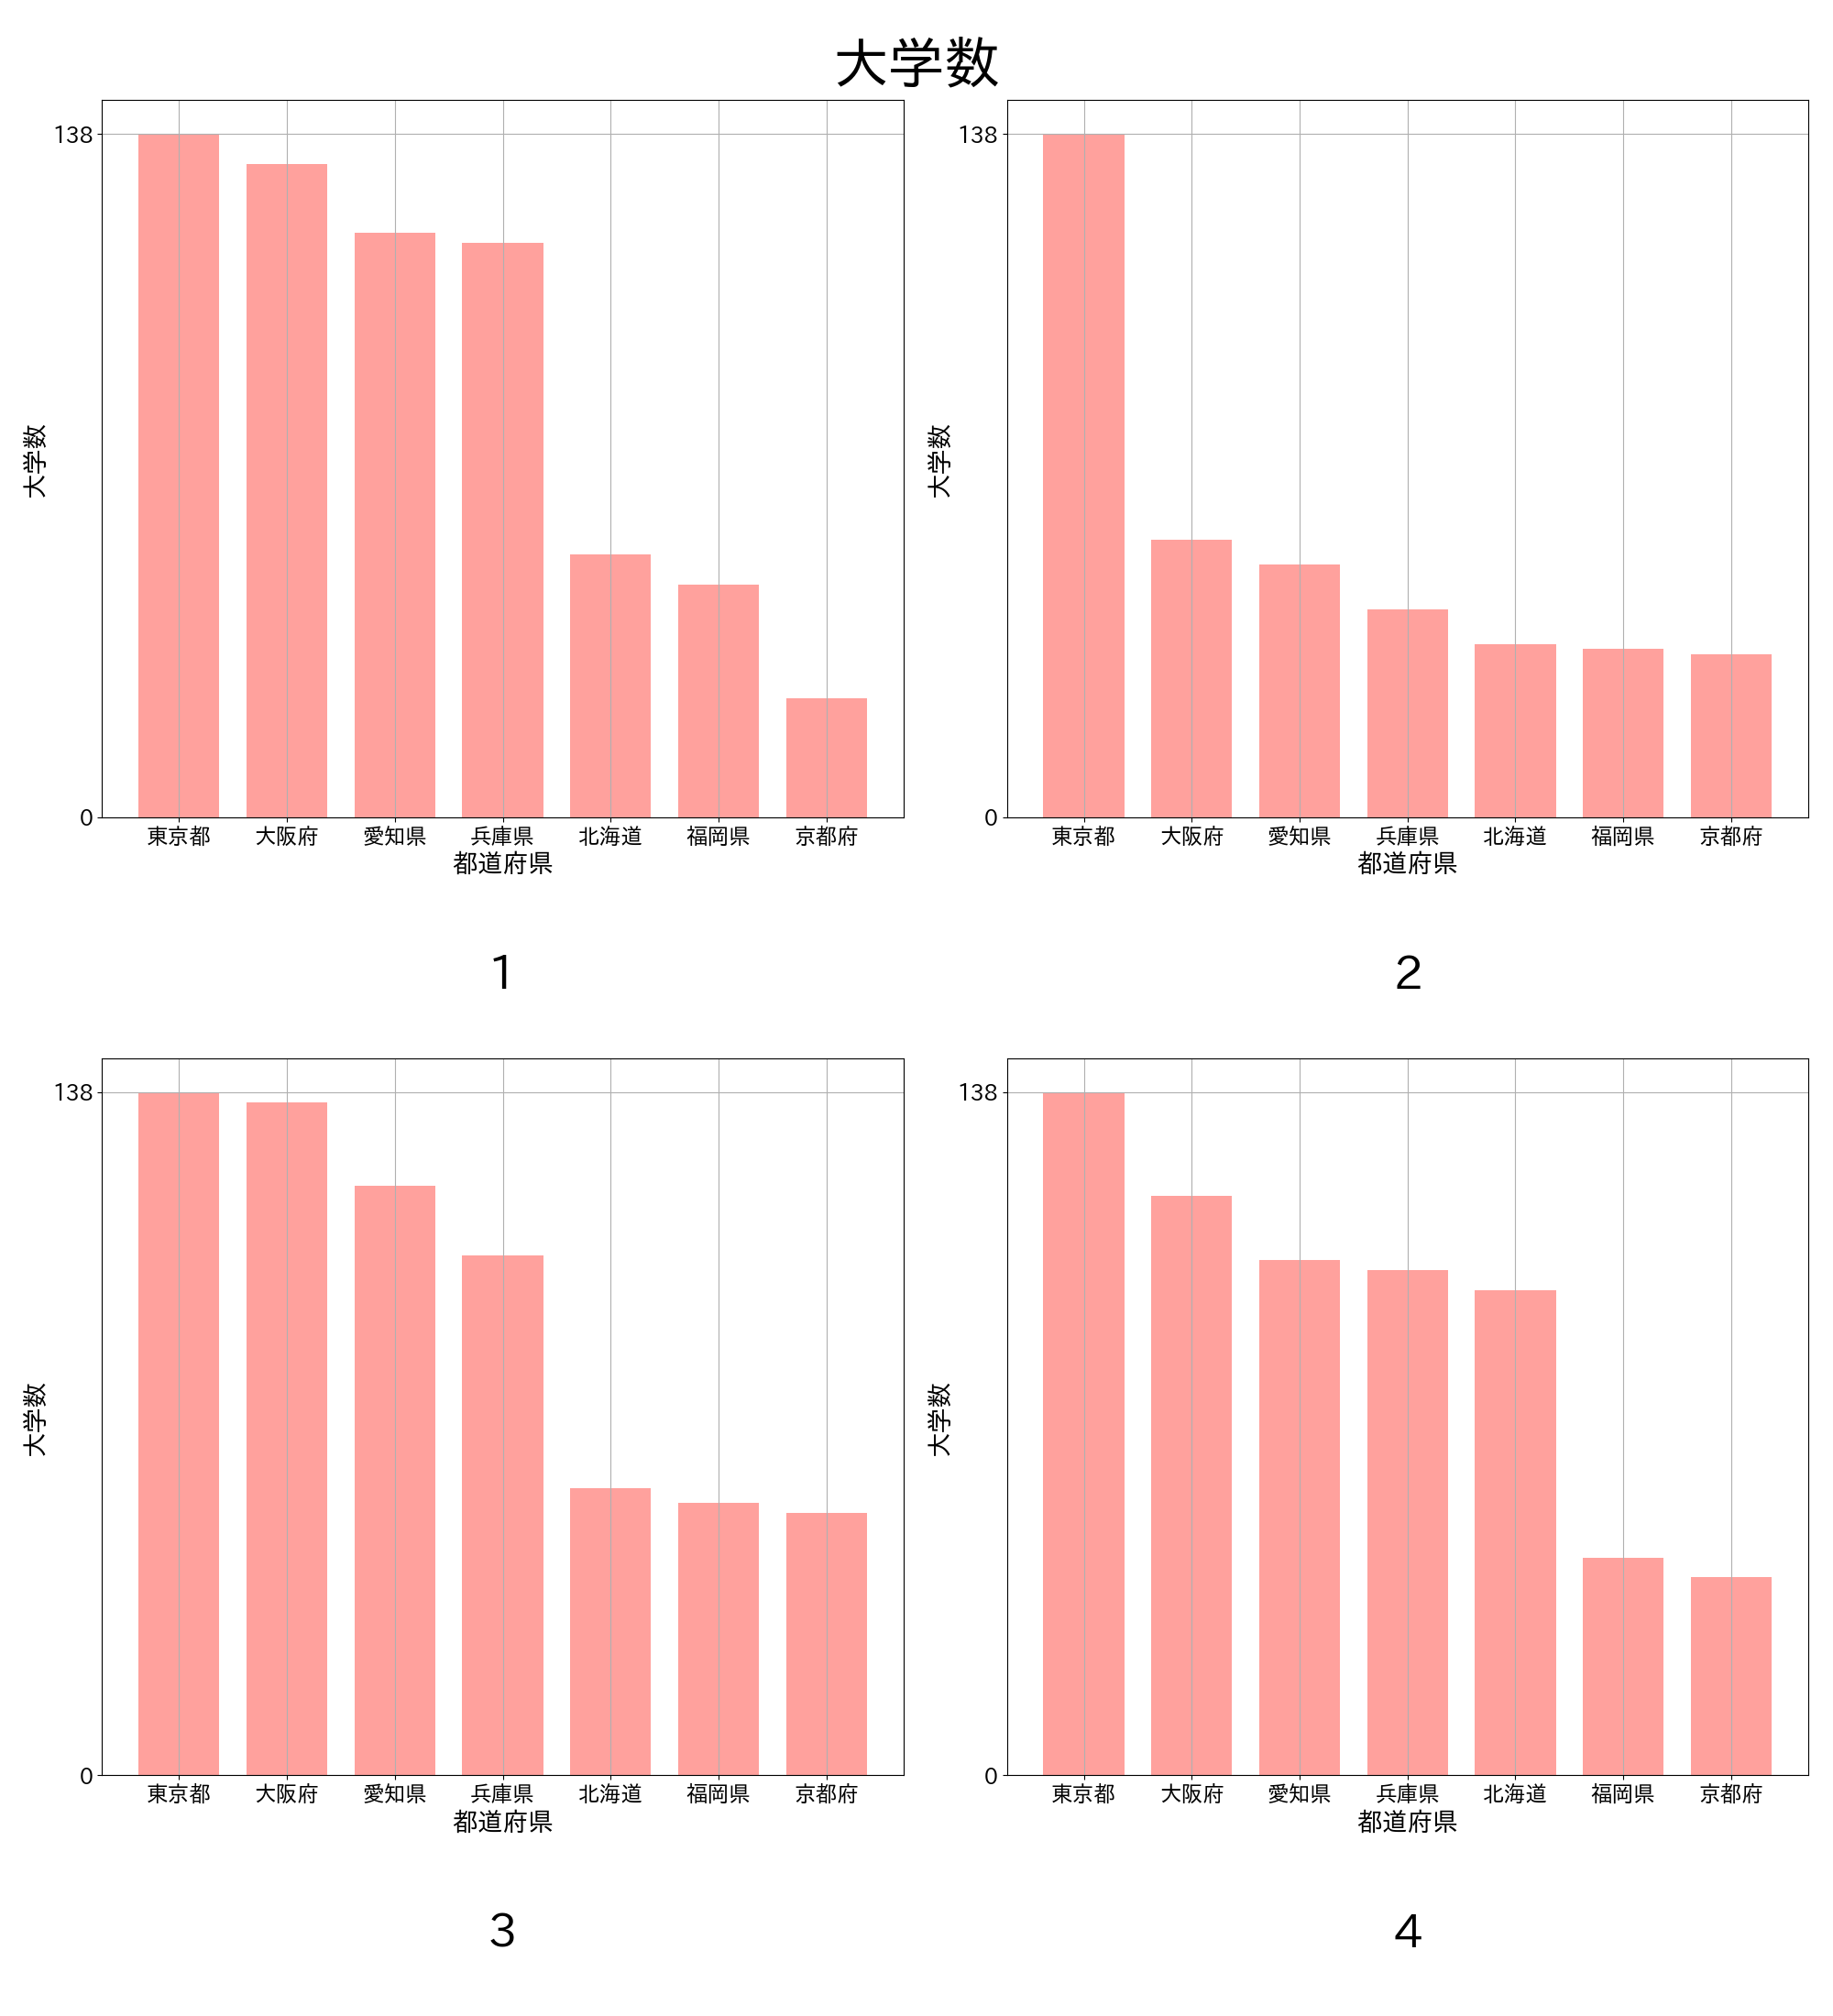 大学数
138
0
大学数
東京都 大阪府 愛知県 兵庫県 北海道 福岡県 京都府
都道府県
1
138
0
大学数
東京都 大阪府 愛知県 兵庫県 北海道 福岡県 京都府
都道府県
2
138
0
大学数
東京都 大阪府 愛知県 兵庫県 北海道 福岡県 京都府
都道府県
3
138
0
大学数
東京都 大阪府 愛知県 兵庫県 北海道 福岡県 京都府
都道府県
4